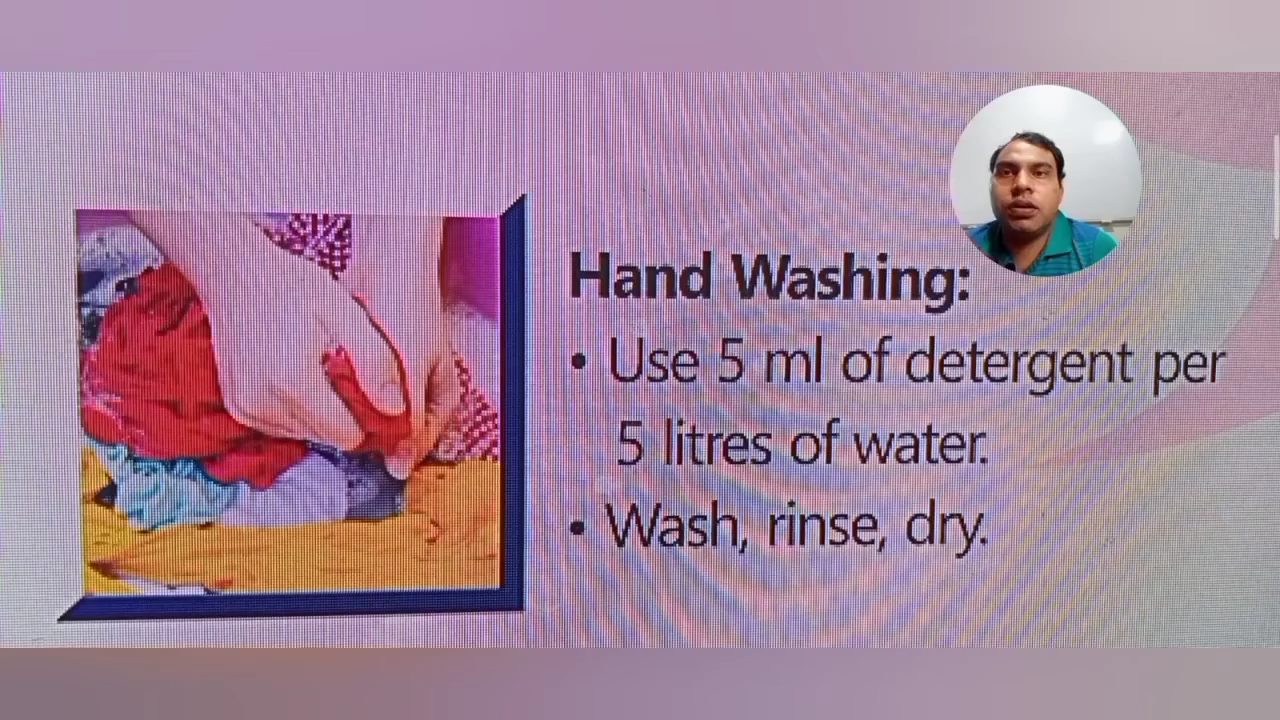 Hand Washing:
• Use 5 ml of detergent per
5 litres of water.
• Wash, rinse, dry.